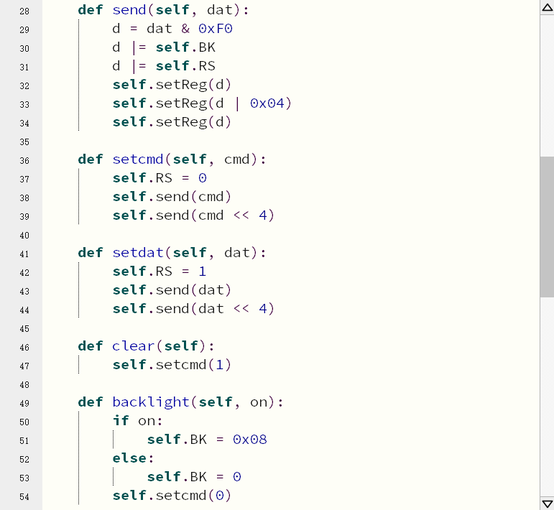 28 def send(self, dat):
29 d = dat & 0xF0
30 d |= self.BK
31 d |= self.RS
32 self.setReg(d)
33 self.setReg(d | 0x04)
34 self.setReg(d)
35
36 def setcmd(self, cmd):
37 self.RS = 0
38 self.send(cmd)
39 self.send(cmd << 4)
40
41 def setdat(self, dat):
42 self.RS = 1
43 self.send(dat)
44 self.send(dat << 4)
45
46 def clear(self):
47 self.setcmd(1)
48
49 def backlight(self, on):
50 if on:
51 self.BK = 0x08
52 else:
53 self.BK = 0
54 self.setcmd(0)